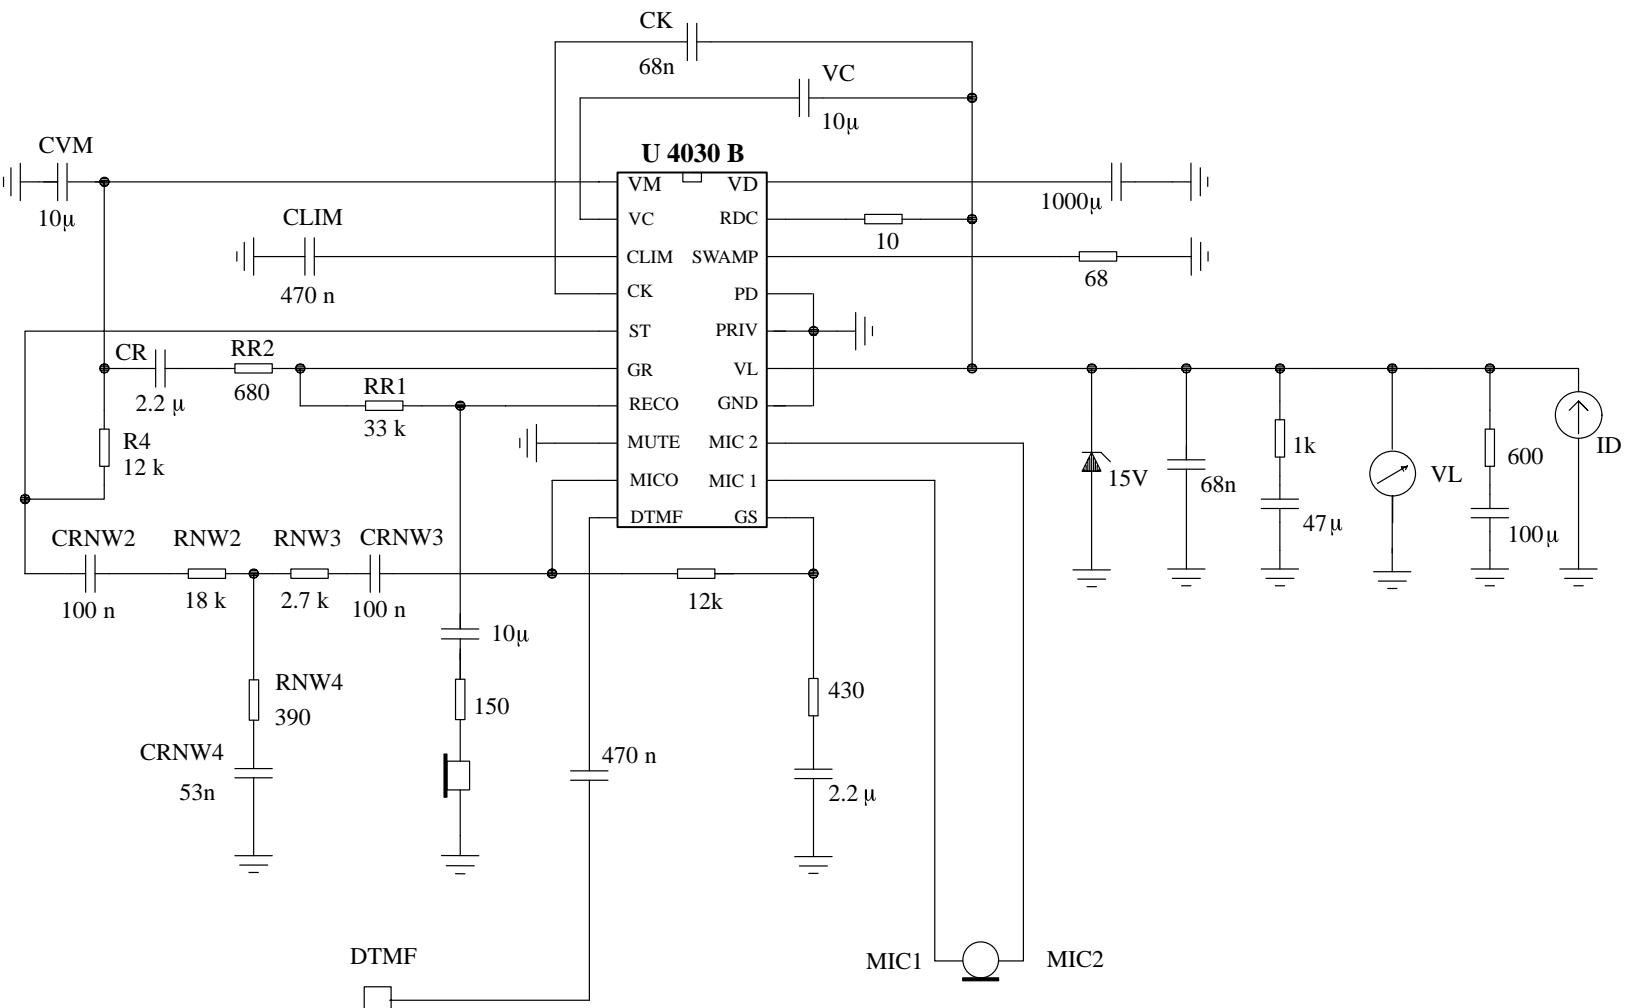 CK
68n
VC
10μ
CVM
10μ
U 4030 B
VM VD
VC RDC
CLIM SWAMP
CK PD
ST PRIV
GR VL
RECO GND
MUTE MIC 2
MICO MIC 1
DTMF GS
1000μ
10
68
CLIM
470 n
CR
2.2 μ
RR2
680
RR1
33 k
R4
12 k
15V
68n
1k
47μ
VL
600
100μ
ID
CRNW2
100 n
RNW2
18 k
RNW3
2.7 k
CRNW3
100 n
12k
10μ
150
RNW4
390
CRNW4
53n
470 n
430
2.2 μ
DTMF
MIC1
MIC2